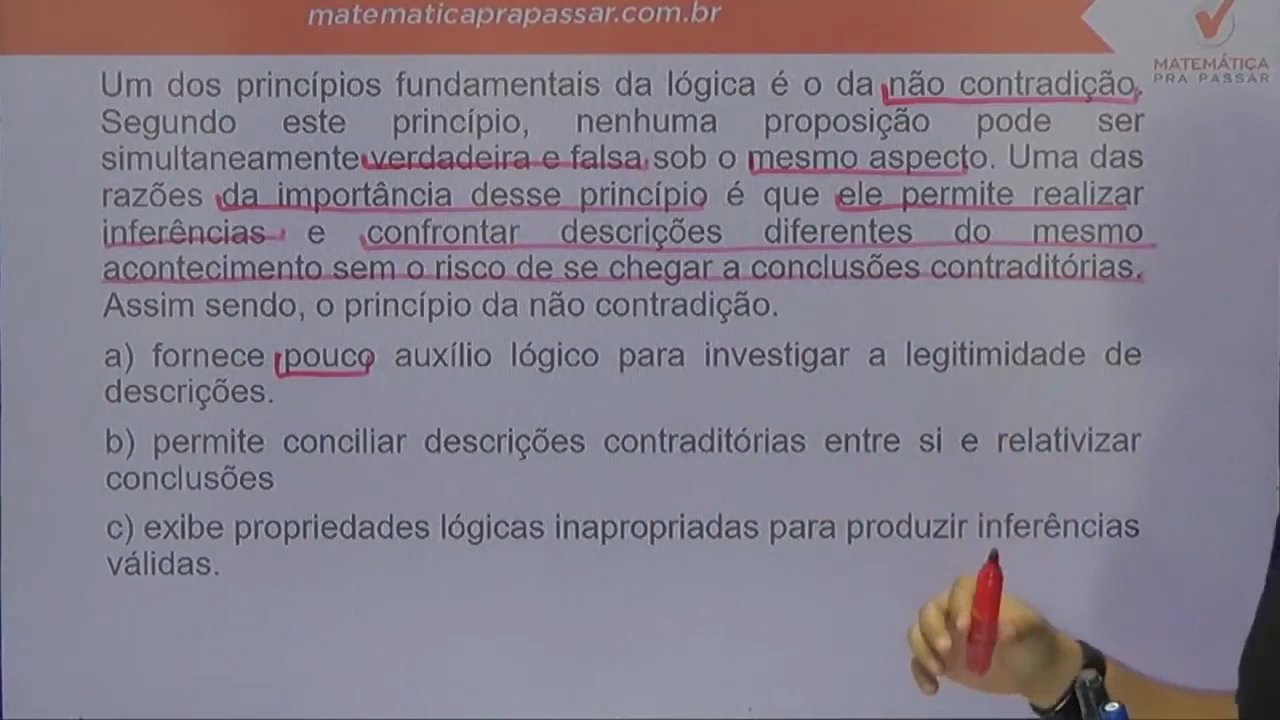 matematicaprapassar.com.br
MATEMÁTICA
PRA PASSAR
Um dos princípios fundamentais da lógica é o da não contradição.
Segundo este princípio, nenhuma proposição pode ser
simultaneamente verdadeira e falsa sob o mesmo aspecto. Uma das
razões da importância desse princípio é que ele permite realizar
inferências e confrontar descrições diferentes do mesmo
acontecimento sem o risco de se chegar a conclusões contraditórias.
Assim sendo, o princípio da não contradição.
a) fornece pouco auxílio lógico para investigar a legitimidade de
descrições.
b) permite conciliar descrições contraditórias entre si e relativizar
conclusões
c) exibe propriedades lógicas inapropriadas para produzir inferências
válidas.